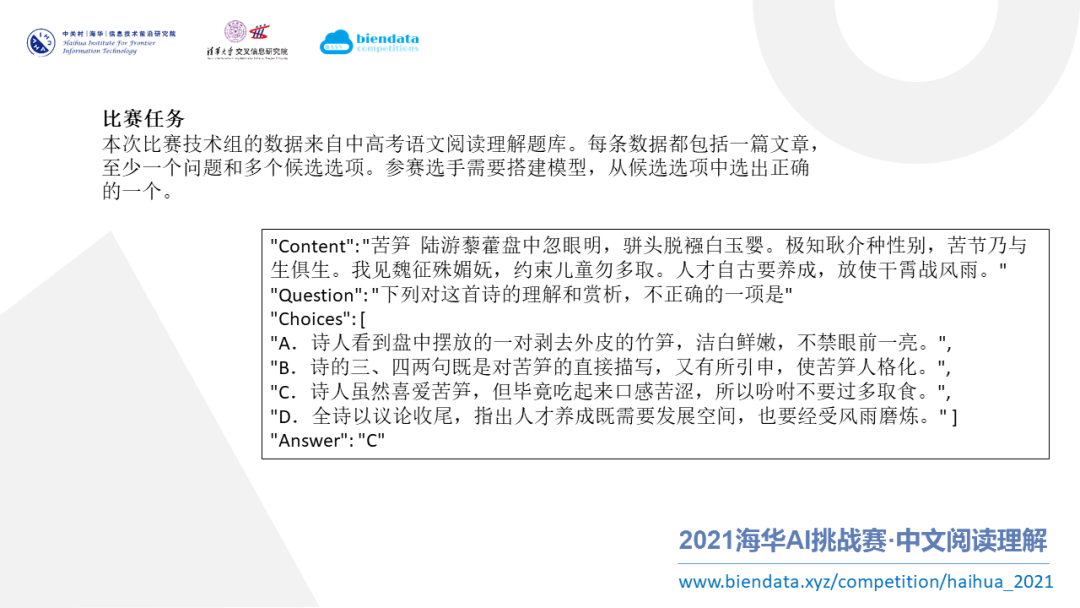 中关村|海华|信息技术前沿研究院
Haihua Institute For Frontier
Information Technology
清华大学 交叉信息研究院
biendata
competitions
比赛任务
本次比赛技术组的数据来自中高考语文阅读理解题库。每条数据都包括一篇文章，
至少一个问题和多个候选选项。参赛选手需要搭建模型，从候选选项中选出正确
的一个。
"Content":"苦笋 陆游藜藿盘中忽眼明，骈头脱襁白玉婴。极知耿介种性别，苦节乃与
生俱生。我见魏征殊媚妩，约束儿童勿多取。人才自古要养成，放使干霄战风雨。"
"Question": "下列对这首诗的理解和赏析，不正确的一项是"
"Choices": [
"A．诗人看到盘中摆放的一对剥去外皮的竹笋，洁白鲜嫩，不禁眼前一亮。",
"B．诗的三、四两句既是对苦笋的直接描写，又有所引申，使苦笋人格化。",
"C．诗人虽然喜爱苦笋，但毕竟吃起来口感苦涩，所以吩咐不要过多取食。",
"D．全诗以议论收尾，指出人才养成既需要发展空间，也要经受风雨磨炼。" ]
"Answer": "C"
2021海华AI挑战赛·中文阅读理解
www.biendata.xyz/competition/haihua_2021